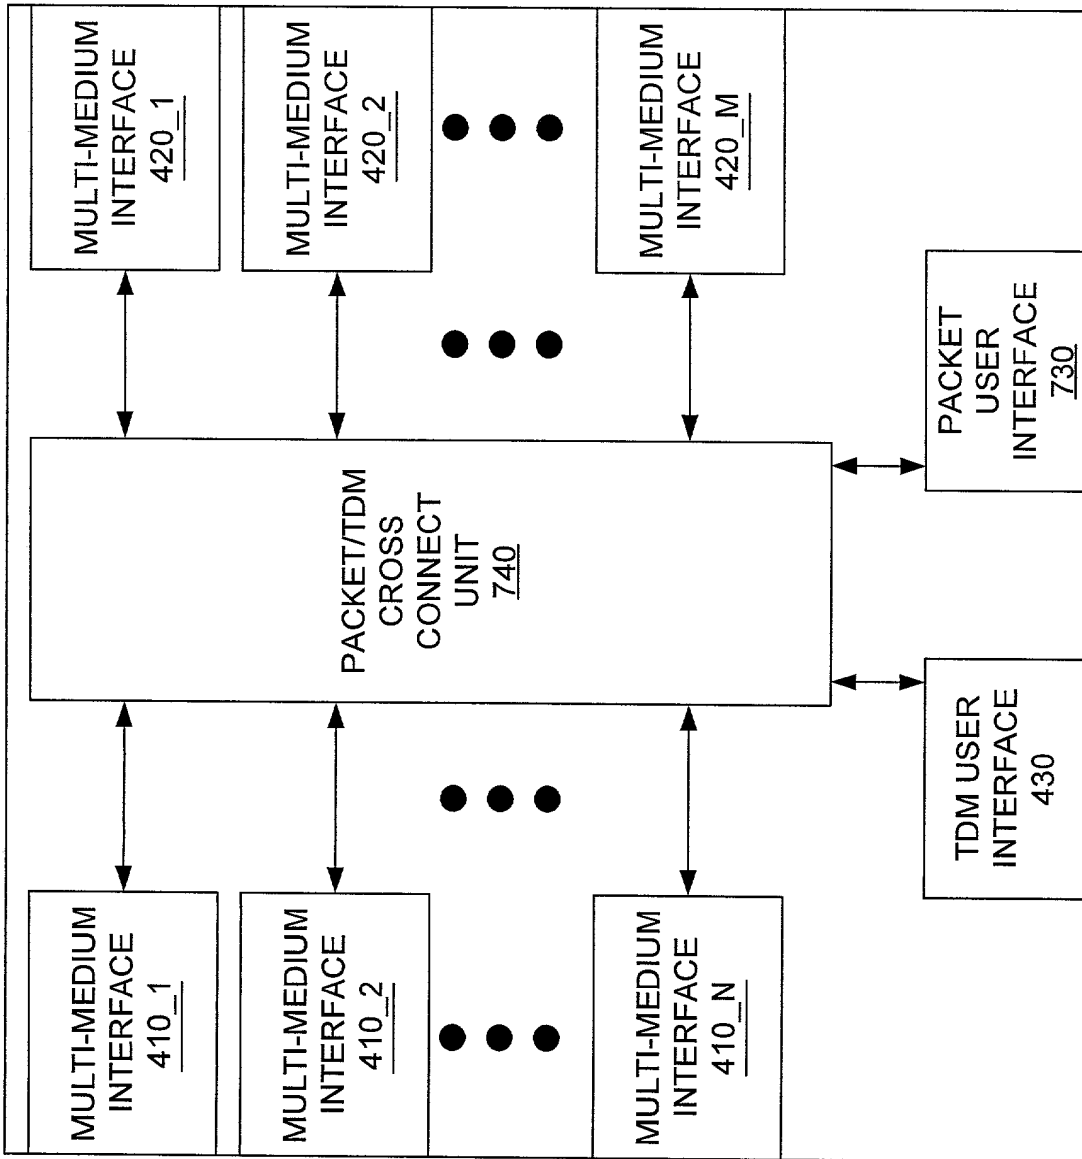 MULTI-MEDIUM
INTERFACE
410_1
MULTI-MEDIUM
INTERFACE
410_2
MULTI-MEDIUM
INTERFACE
410_N
PACKET/TDM
CROSS
CONNECT
UNIT
740
MULTI-MEDIUM
INTERFACE
420_1
MULTI-MEDIUM
INTERFACE
420_2
MULTI-MEDIUM
INTERFACE
420_M
TDM USER
INTERFACE
430
PACKET
USER
INTERFACE
730